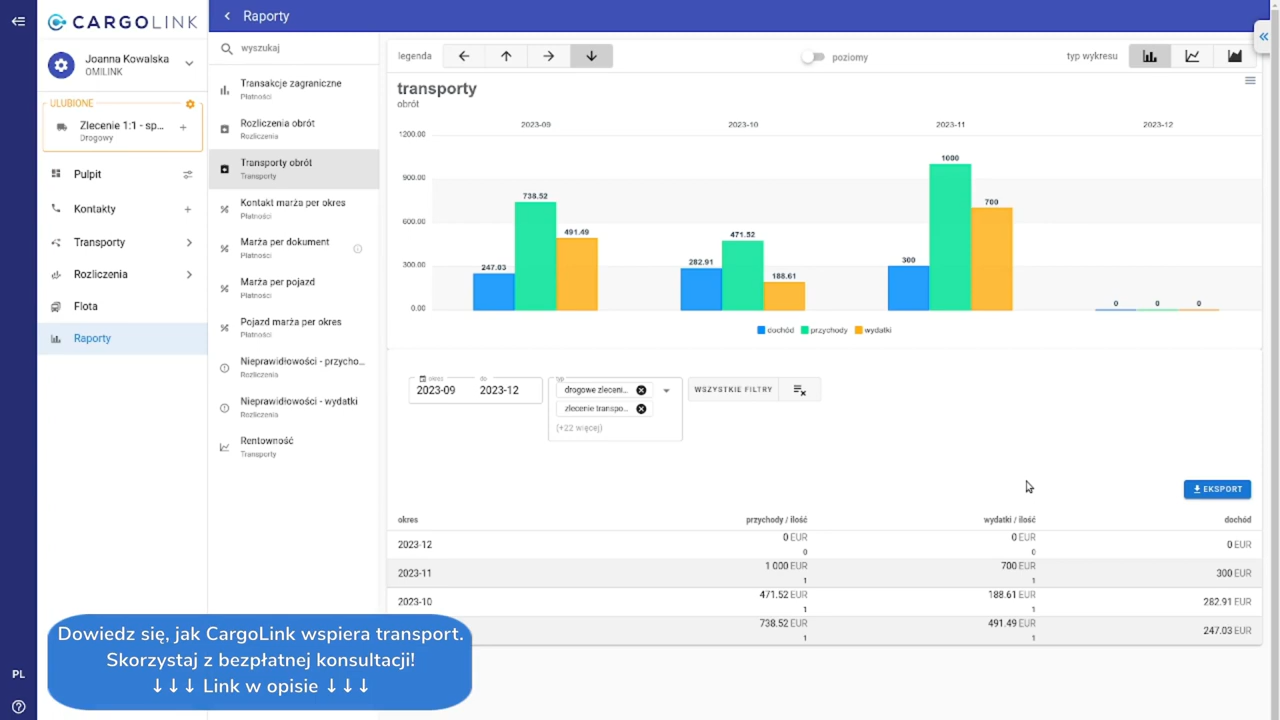 CARGOLINK
Joanna Kowalska
OMILINK
ULUBIONE
Zlecenie 1:1 - sp...
Drogowy
Pulpit
Kontakty
Transporty
Rozliczenia
Flota
Raporty
PL
Raporty
wyszukaj
Transakcje zagraniczne
Płatności
Rozliczenia obrót
Rozliczenia
Transporty obrót
Transporty
Kontakt marża per okres
Płatności
Marża per dokument
Płatności
Marża per pojazd
Płatności
Pojazd marża per okres
Płatności
Nieprawidłowości - przycho...
Rozliczenia
Nieprawidłowości - wydatki
Rozliczenia
Rentowność
Transporty
legenda
poziomy
typ wykresu
transporty
obrót
2023-09 2023-10 2023-11 2023-12
1200.00
900.00
600.00
300.00
0.00
247.03 738.52 491.49
282.91 471.52 188.61
300 1000 700
0 0 0
dochód przychody wydatki
okres do
2023-09 2023-12
typ
drogowe zleceni...
zlecenie transpo...
(+22 więcej)
WSZYSTKIE FILTRY
EKSPORT
okres przychody / ilość wydatki / ilość dochód
2023-12 0 EUR 0 EUR 0 EUR
0 0
2023-11 1 000 EUR 700 EUR 300 EUR
1 1
2023-10 471.52 EUR 188.61 EUR 282.91 EUR
1 1
738.52 EUR 491.49 EUR 247.03 EUR
1 1
Dowiedz się, jak CargoLink wspiera transport.
Skorzystaj z bezpłatnej konsultacji!
↓↓↓ Link w opisie ↓↓↓